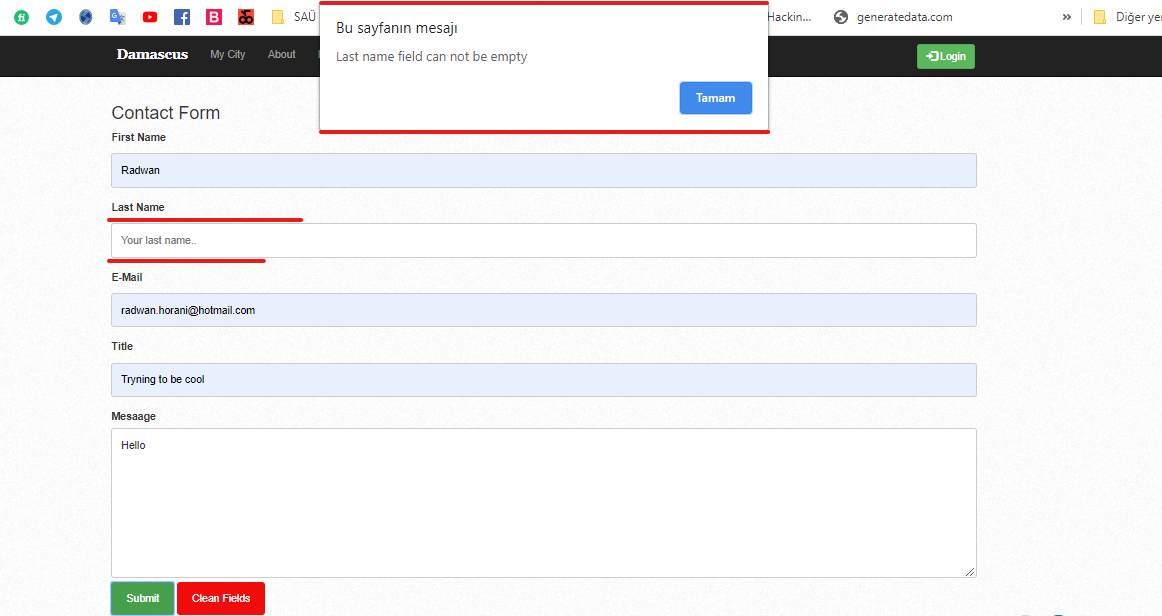 SAÜ
Hackin...
generatedata.com
»
Diğer yer
Bu sayfanın mesajı
Last name field can not be empty
Tamam
Damascus
My City
About
Login
Contact Form
First Name
Radwan
Last Name
Your last name..
E-Mail
radwan.horani@hotmail.com
Title
Tryning to be cool
Mesaage
Hello
Submit
Clean Fields